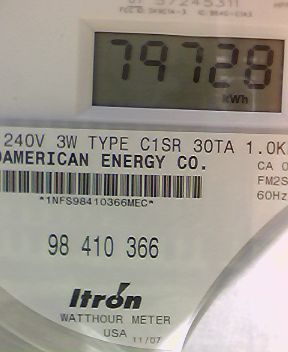 79728
kWh
240V 3W TYPE C1SR 30TA 1.0K
AMERICAN ENERGY CO.
CA
FM2S
60Hz
*1NFS98410366MEC*
98 410 366
Itrón
WATTHOUR METER
USA 11/07